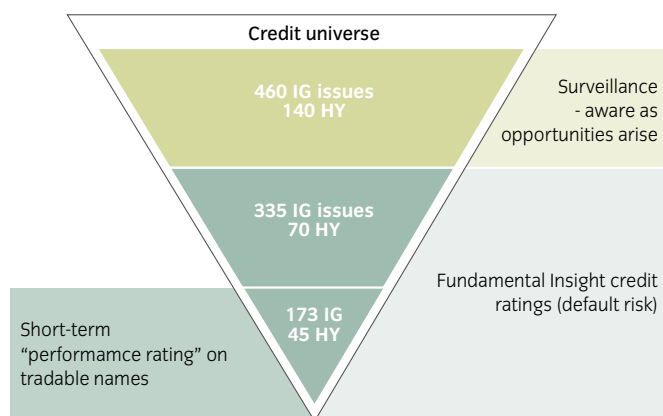 Credit universe
460 IG issues
140 HY
Surveillance
- aware as
opportunities arise
335 IG issues
70 HY
Fundamental Insight credit
ratings (default risk)
173 IG
45 HY
Short-term
“performamce rating” on
tradable names